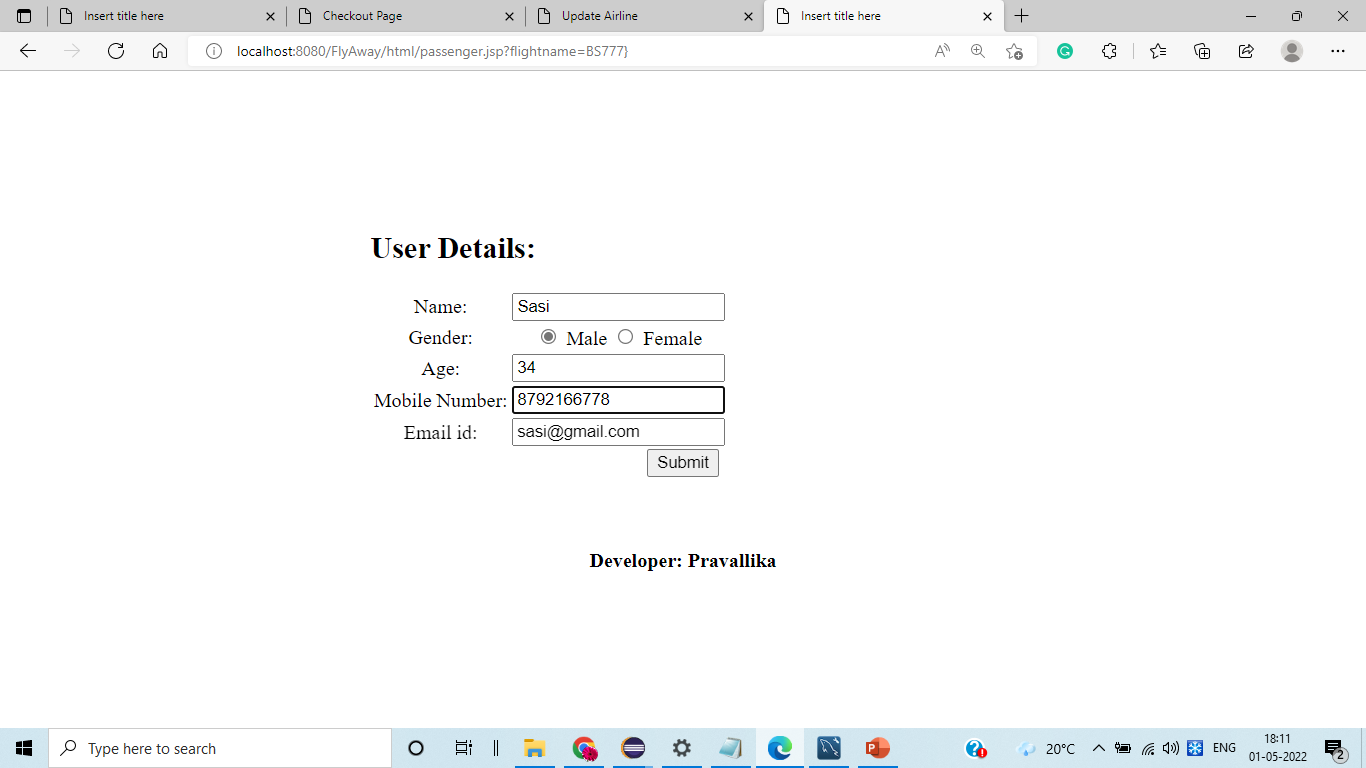 Insert title here
Checkout Page
Update Airline
Insert title here
localhost:8080/FlyAway/html/passenger.jsp?flightname=BS777}
User Details:
Name: Sasi
Gender: Male Female
Age: 34
Mobile Number: 8792166778
Email id: sasi@gmail.com
Submit
Developer: Pravallika
Type here to search
20°C
ENG
18:11
01-05-2022
2